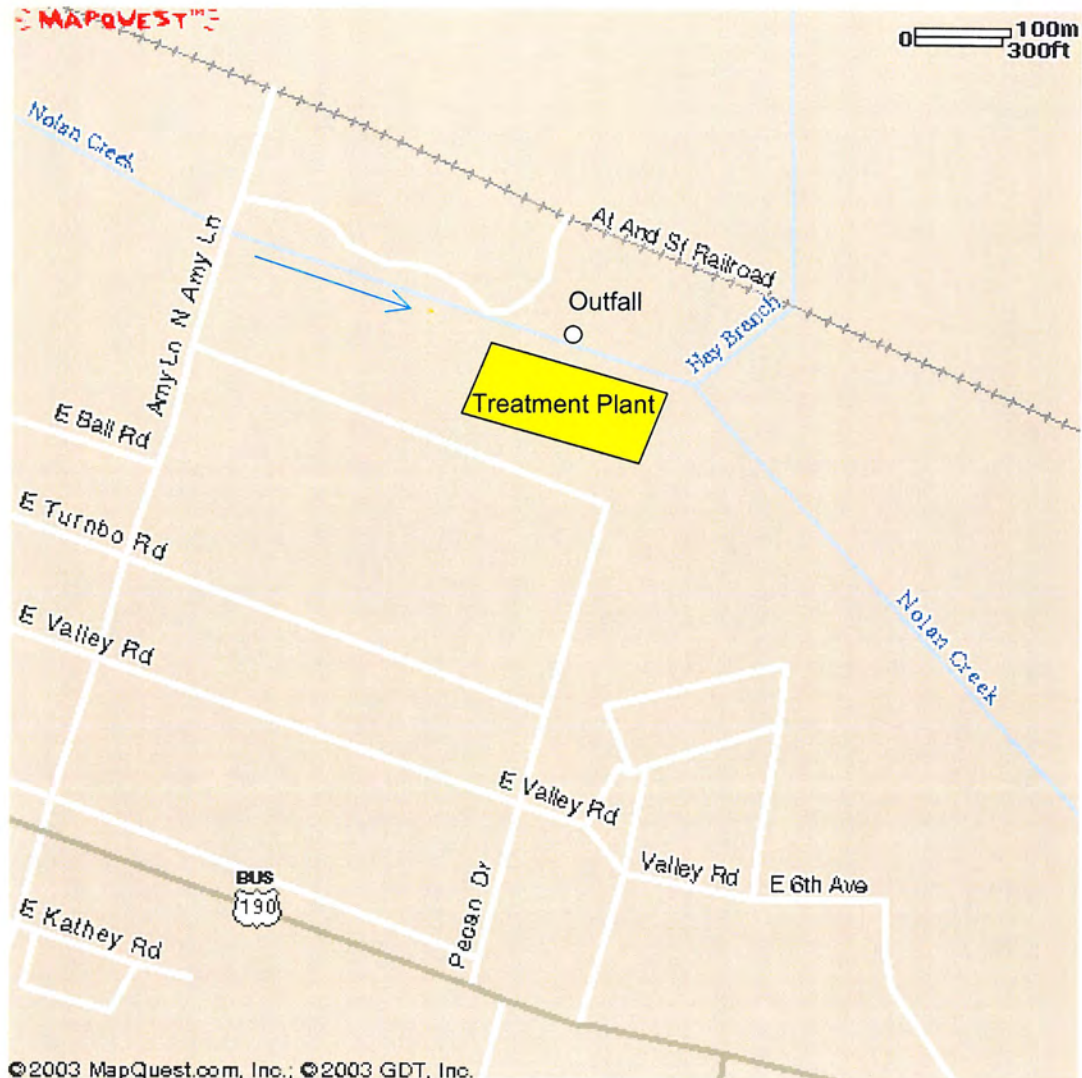 MAPQUEST™
0 100m
300ft
Nolan Creek
Amy Ln N Amy Ln
At And Sf Railroad
Outfall
Hay Branch
Treatment Plant
E Ball Rd
E Turnbo Rd
E Valley Rd
Nolan Creek
E Valley Rd
Valley Rd
E 6th Ave
BUS
190
Pecan Dr
E Kathey Rd
©2003 MapQuest.com, Inc.; ©2003 GDT, Inc.